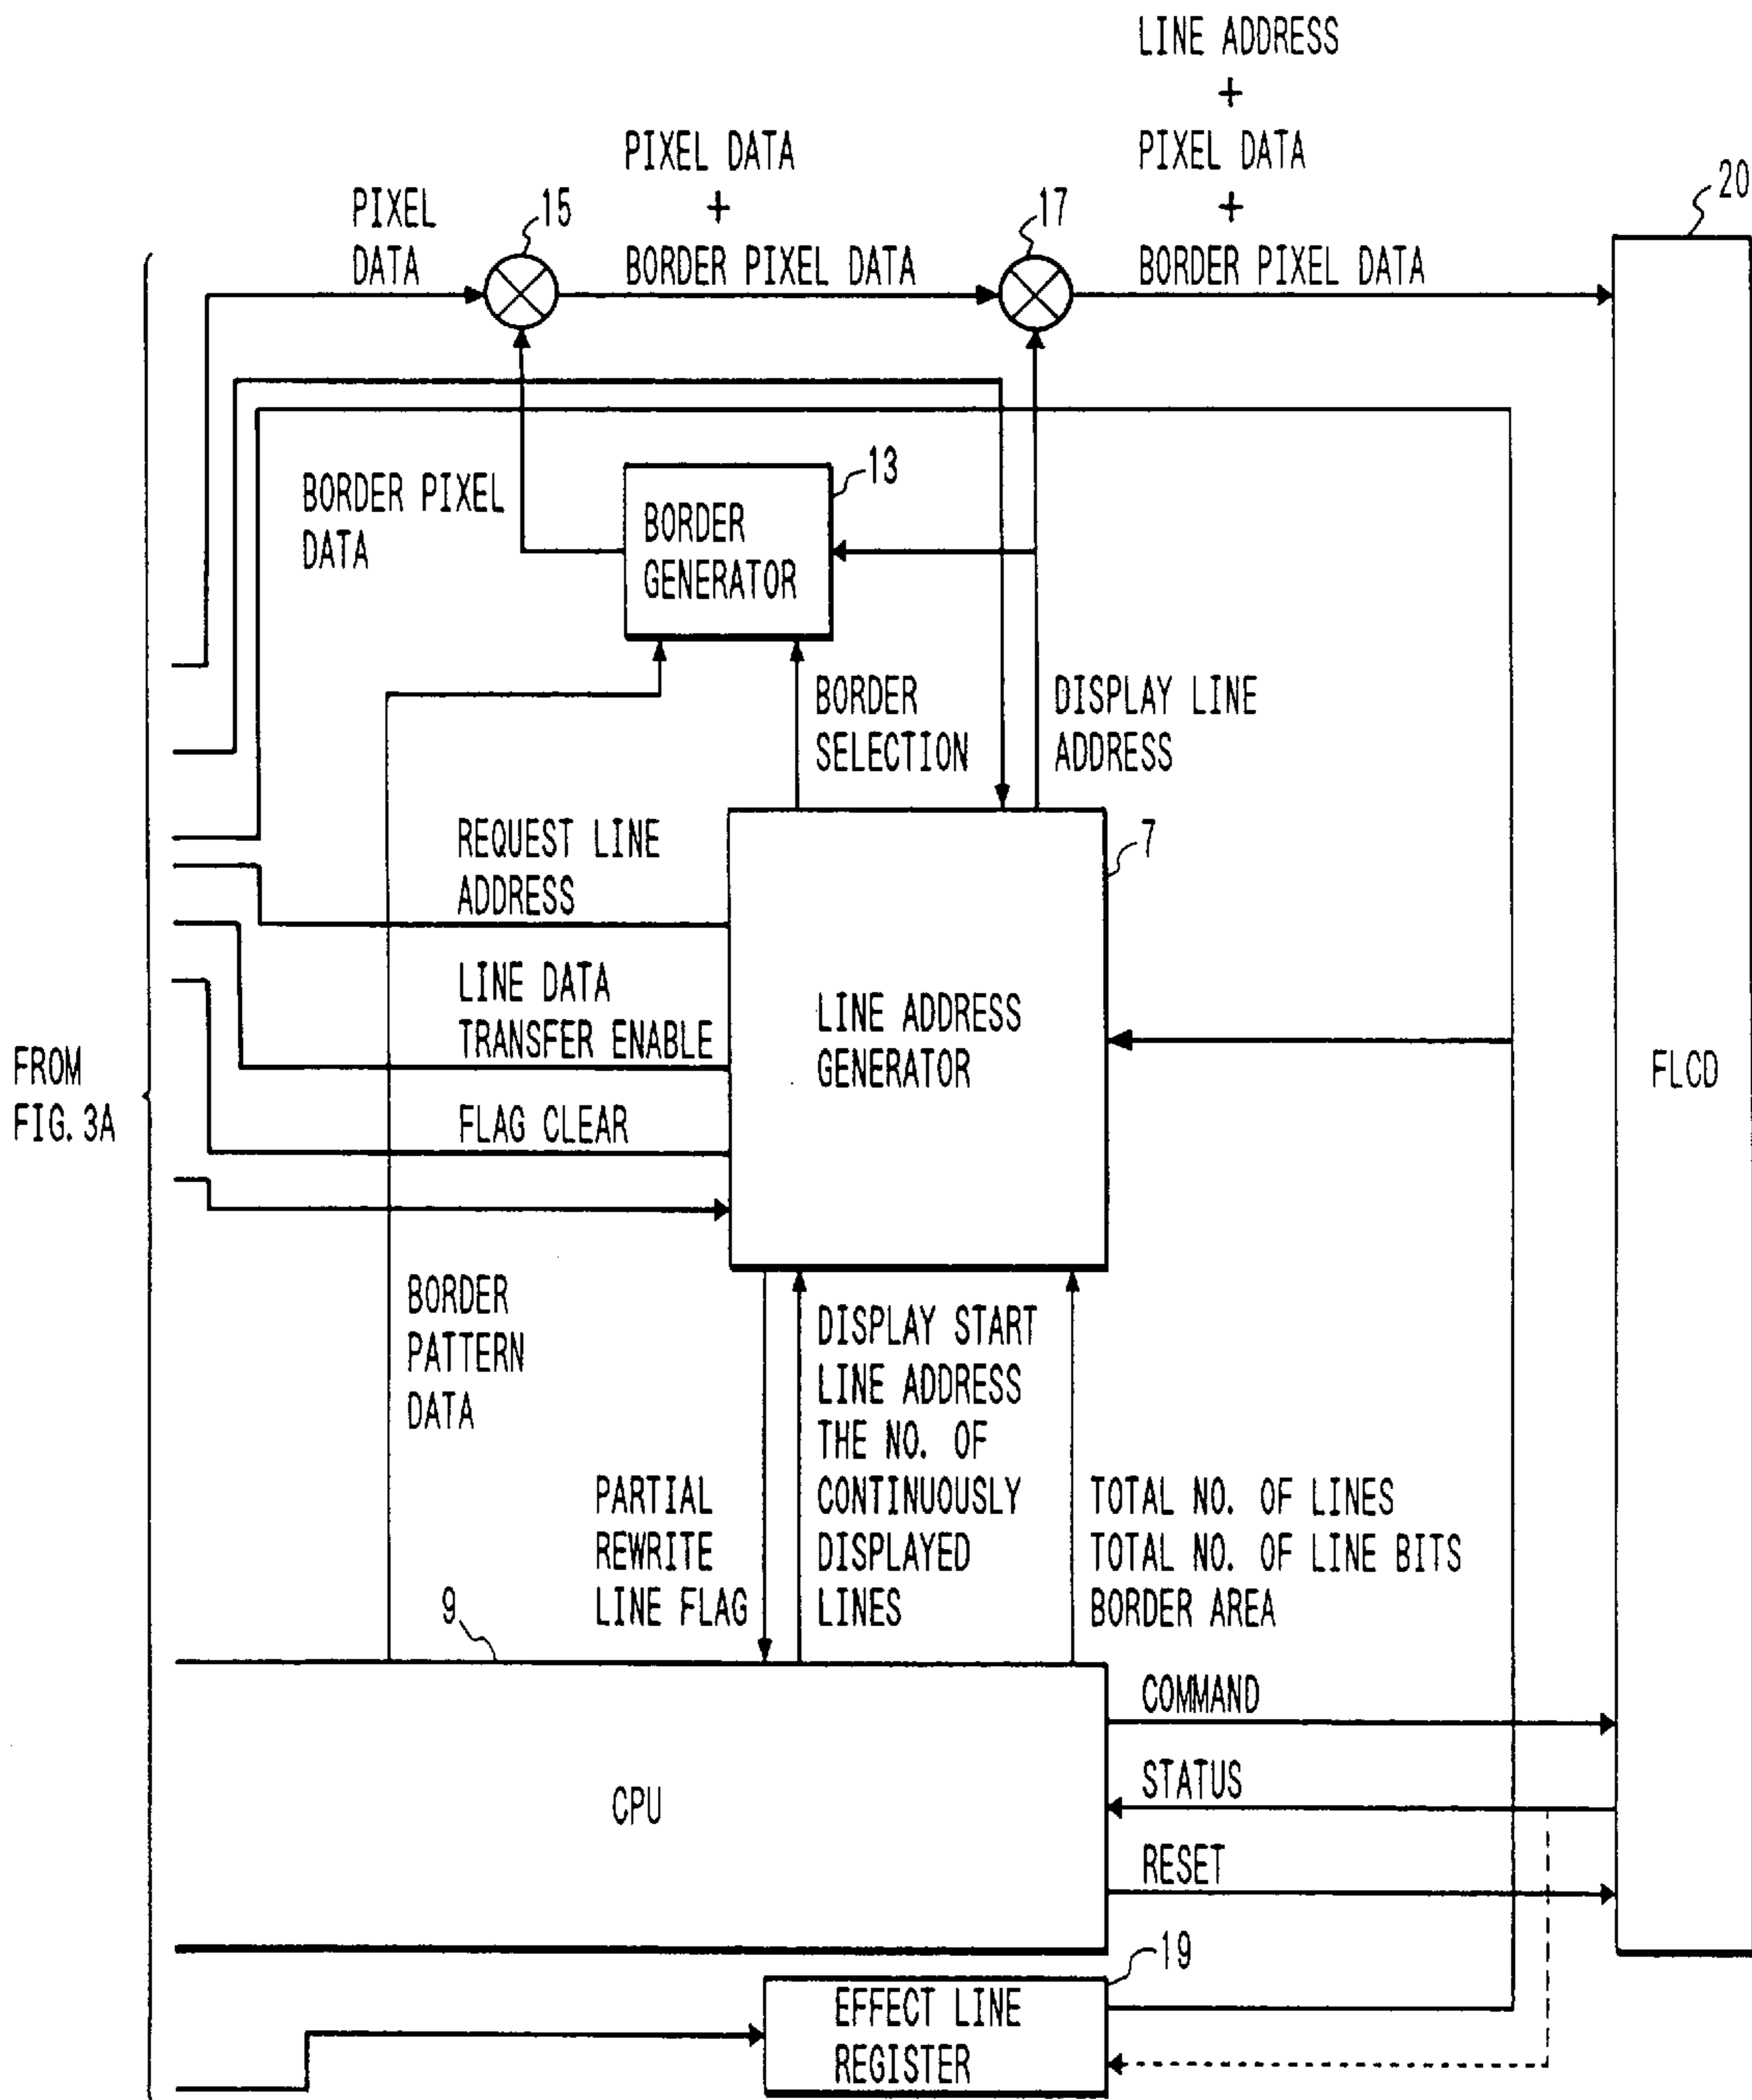 LINE ADDRESS
+
PIXEL DATA
+
BORDER PIXEL DATA
PIXEL DATA
+
BORDER PIXEL DATA
PIXEL
DATA
15
17
20
BORDER PIXEL
DATA
13
BORDER
GENERATOR
BORDER
SELECTION
DISPLAY LINE
ADDRESS
REQUEST LINE
ADDRESS
7
LINE DATA
TRANSFER ENABLE
LINE ADDRESS
GENERATOR
FROM
FIG. 3A
FLCD
FLAG CLEAR
BORDER
PATTERN
DATA
DISPLAY START
LINE ADDRESS
THE NO. OF
CONTINUOUSLY
DISPLAYED
LINES
PARTIAL
REWRITE
LINE FLAG
TOTAL NO. OF LINES
TOTAL NO. OF LINE BITS
BORDER AREA
9
COMMAND
CPU
STATUS
RESET
19
EFFECT LINE
REGISTER